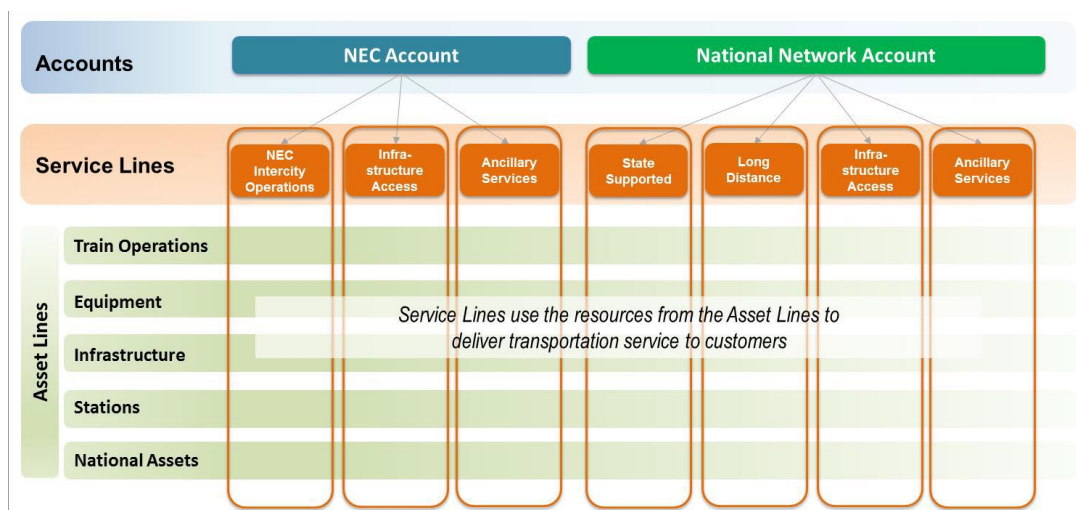 Accounts
NEC Account
National Network Account
Service Lines
NEC
Intercity
Operations
Infra-
structure
Access
Ancillary
Services
State
Supported
Long
Distance
Infra-
structure
Access
Ancillary
Services
Asset Lines
Train Operations
Equipment
Service Lines use the resources from the Asset Lines to
deliver transportation service to customers
Infrastructure
Stations
National Assets